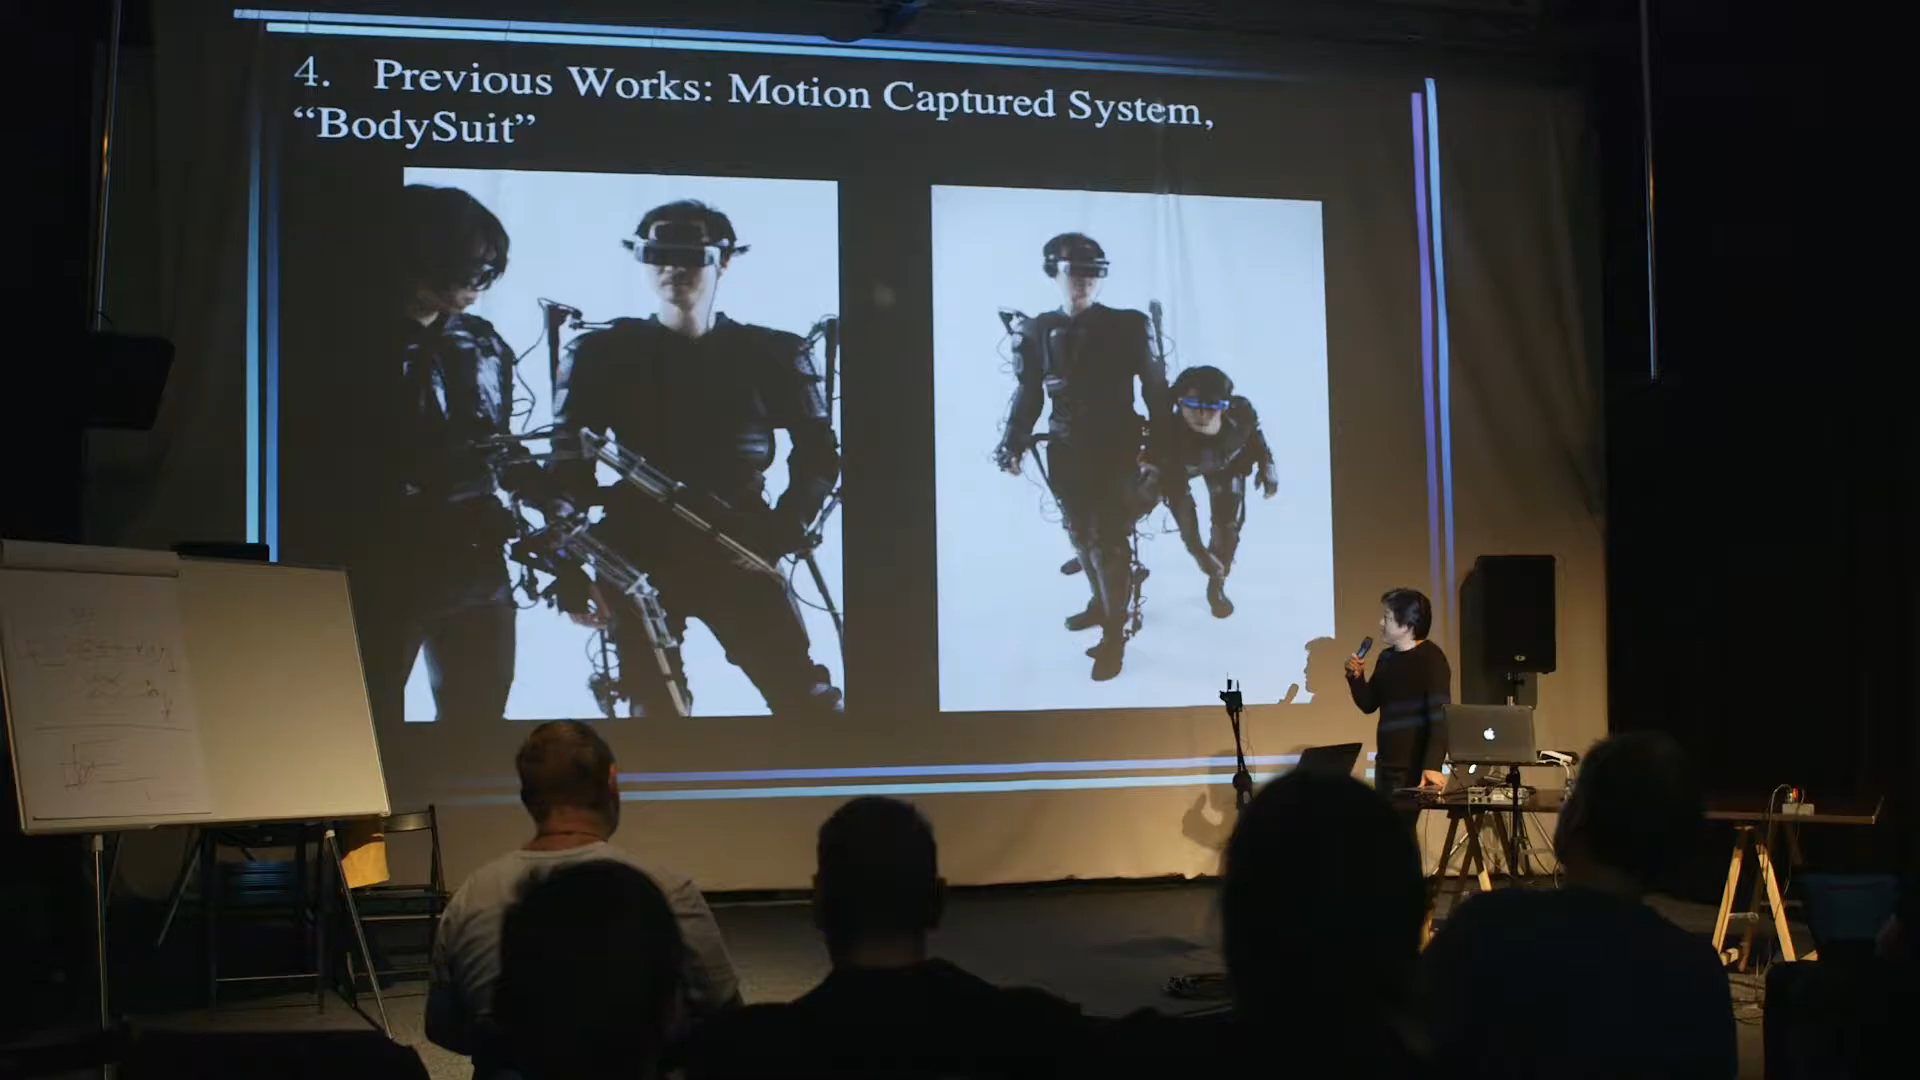 4. Previous Works: Motion Captured System,
“BodySuit”